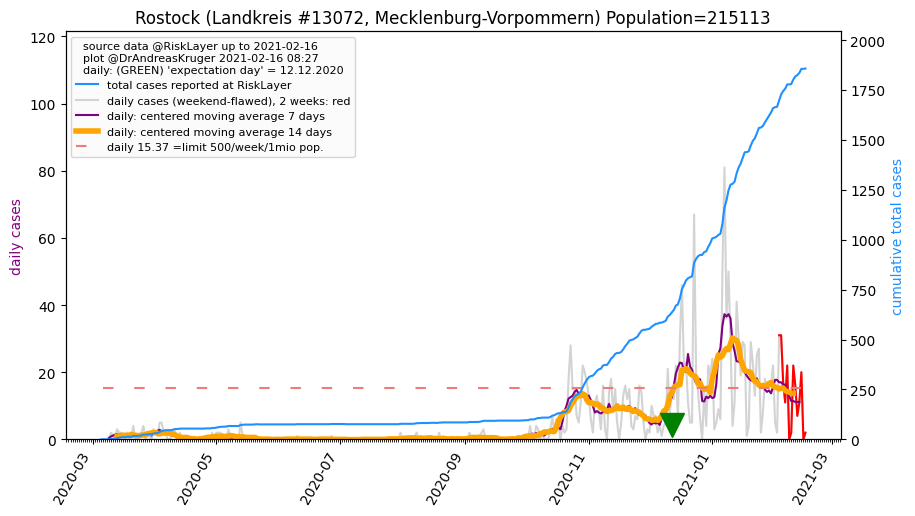 Rostock (Landkreis #13072, Mecklenburg-Vorpommern) Population=215113
source data @RiskLayer up to 2021-02-16
plot @DrAndreasKruger 2021-02-16 08:27
daily: (GREEN) 'expectation day' = 12.12.2020
total cases reported at RiskLayer
daily cases (weekend-flawed), 2 weeks: red
daily: centered moving average 7 days
daily: centered moving average 14 days
daily 15.37 =limit 500/week/1mio pop.
daily cases
120
100
80
60
40
20
0
cumulative total cases
2000
1750
1500
1250
1000
750
500
250
0
2020-03
2020-05
2020-07
2020-09
2020-11
2021-01
2021-03